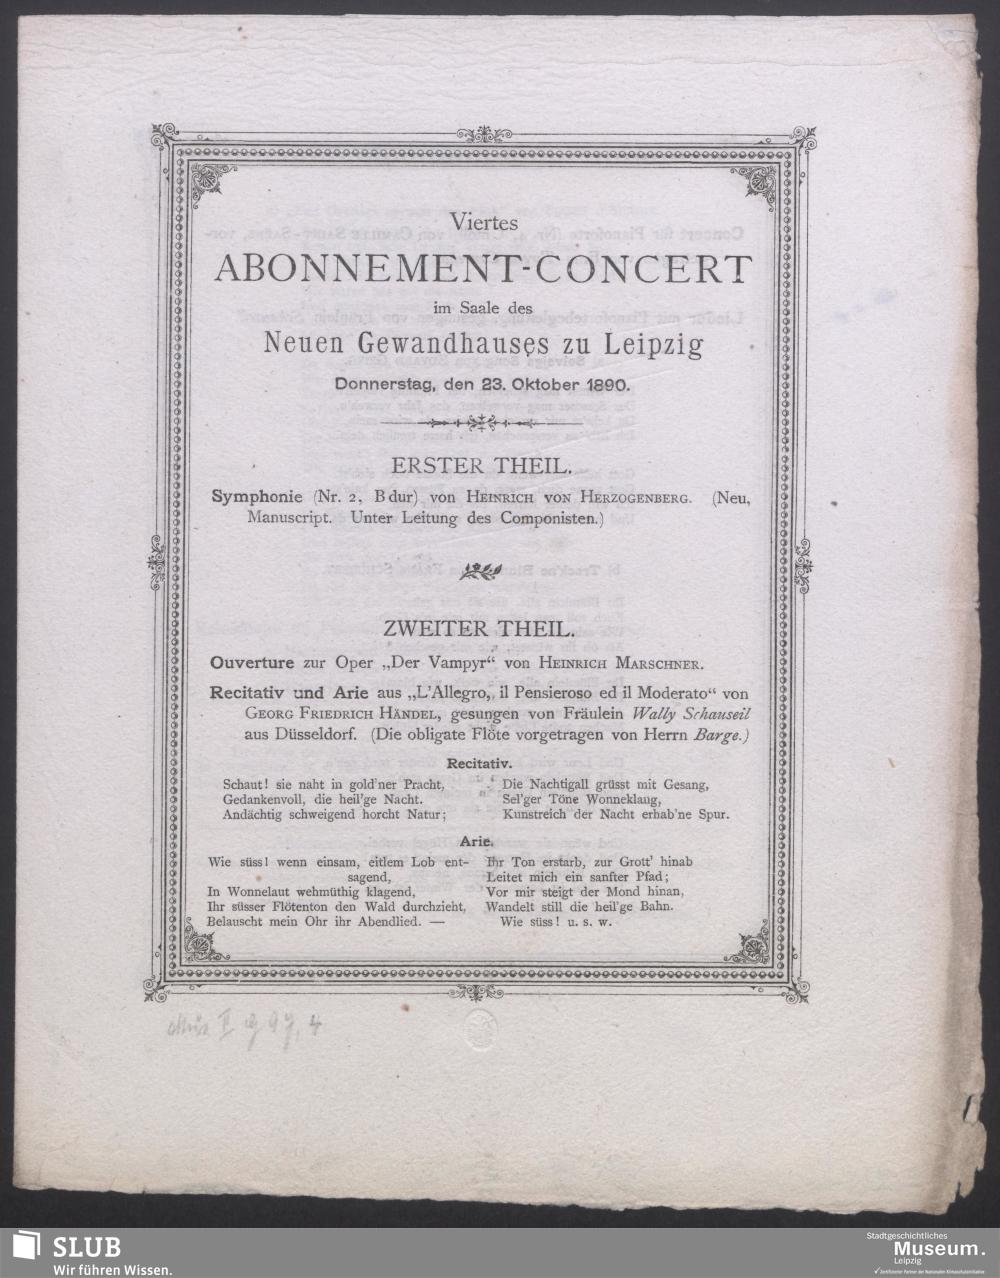 Viertes
ABONNEMENT-CONCERT
im Saale des
Neuen Gewandhauses zu Leipzig
Donnerstag, den 23. Oktober 1890.
ERSTER THEIL.
Symphonie (Nr. 2, B dur) von HEINRICH VON HERZOGENBERG. (Neu,
Manuscript. Unter Leitung des Componisten.)
ZWEITER THEIL.
Ouverture zur Oper „Der Vampyr“ von HEINRICH MARSCHNER.
Recitativ und Arie aus „L'Allegro, il Pensieroso ed il Moderato“ von
GEORG FRIEDRICH HÄNDEL, gesungen von Fräulein Wally Schauseil
aus Düsseldorf. (Die obligate Flöte vorgetragen von Herrn Barge.)
Recitativ.
Schaut! sie naht in gold'ner Pracht,
Gedankenvoll, die heil'ge Nacht.
Andächtig schweigend horcht Natur;
Die Nachtigall grüsst mit Gesang,
Sel'ger Töne Wonneklang,
Kunstreich der Nacht erhab'ne Spur.
Arie.
Wie süss! wenn einsam, eitlem Lob ent-
sagend,
In Wonnelaut wehmüthig klagend,
Ihr süsser Flötenton den Wald durchzieht,
Belauscht mein Ohr ihr Abendlied. —
Ihr Ton erstarb, zur Grott' hinab
Leitet mich ein sanfter Pfad;
Vor mir steigt der Mond hinan,
Wandelt still die heil'ge Bahn.
Wie süss! u. s. w.
SLUB
Wir führen Wissen.
Stadtgeschichtliches
Museum.
Leipzig
Zertifizierter Partner der Nationalen Klimaschutzinitiative